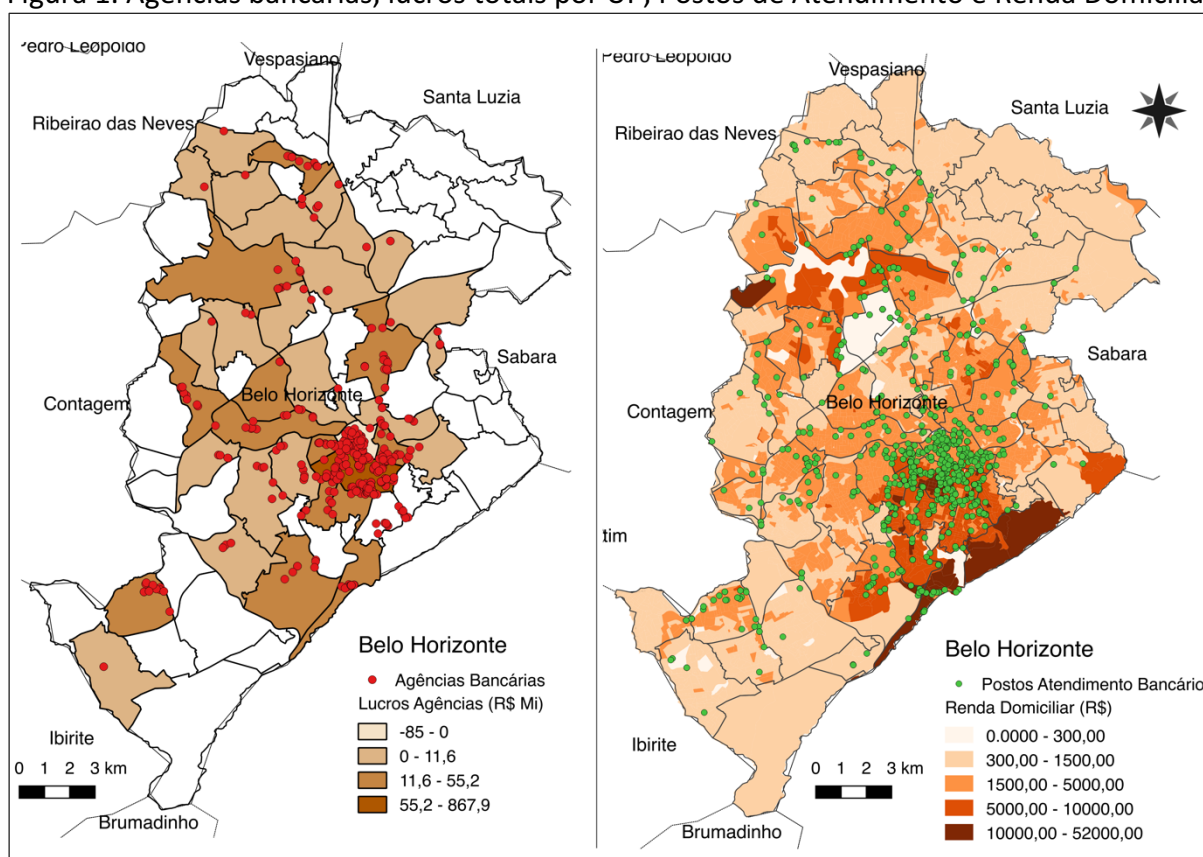 Figura 1: Agências bancárias, lucros totais por UP, Postos de Atendimento e Renda Domiciliar
Pedro Leopoldo
Vespasiano
Santa Luzia
Ribeirao das Neves
Sabara
Contagem
Belo Horizonte
Ibirite
Brumadinho
0 1 2 3 km
Belo Horizonte
Agências Bancárias
Lucros Agências (R$ Mi)
-85 - 0
0 - 11,6
11,6 - 55,2
55,2 - 867,9
Pedro Leopoldo
Vespasiano
Santa Luzia
Ribeirao das Neves
Sabara
Contagem
Belo Horizonte
tim
Ibirite
Brumadinho
0 1 2 3 km
Belo Horizonte
Postos Atendimento Bancário
Renda Domiciliar (R$)
0.0000 - 300,00
300,00 - 1500,00
1500,00 - 5000,00
5000,00 - 10000,00
10000,00 - 52000,00